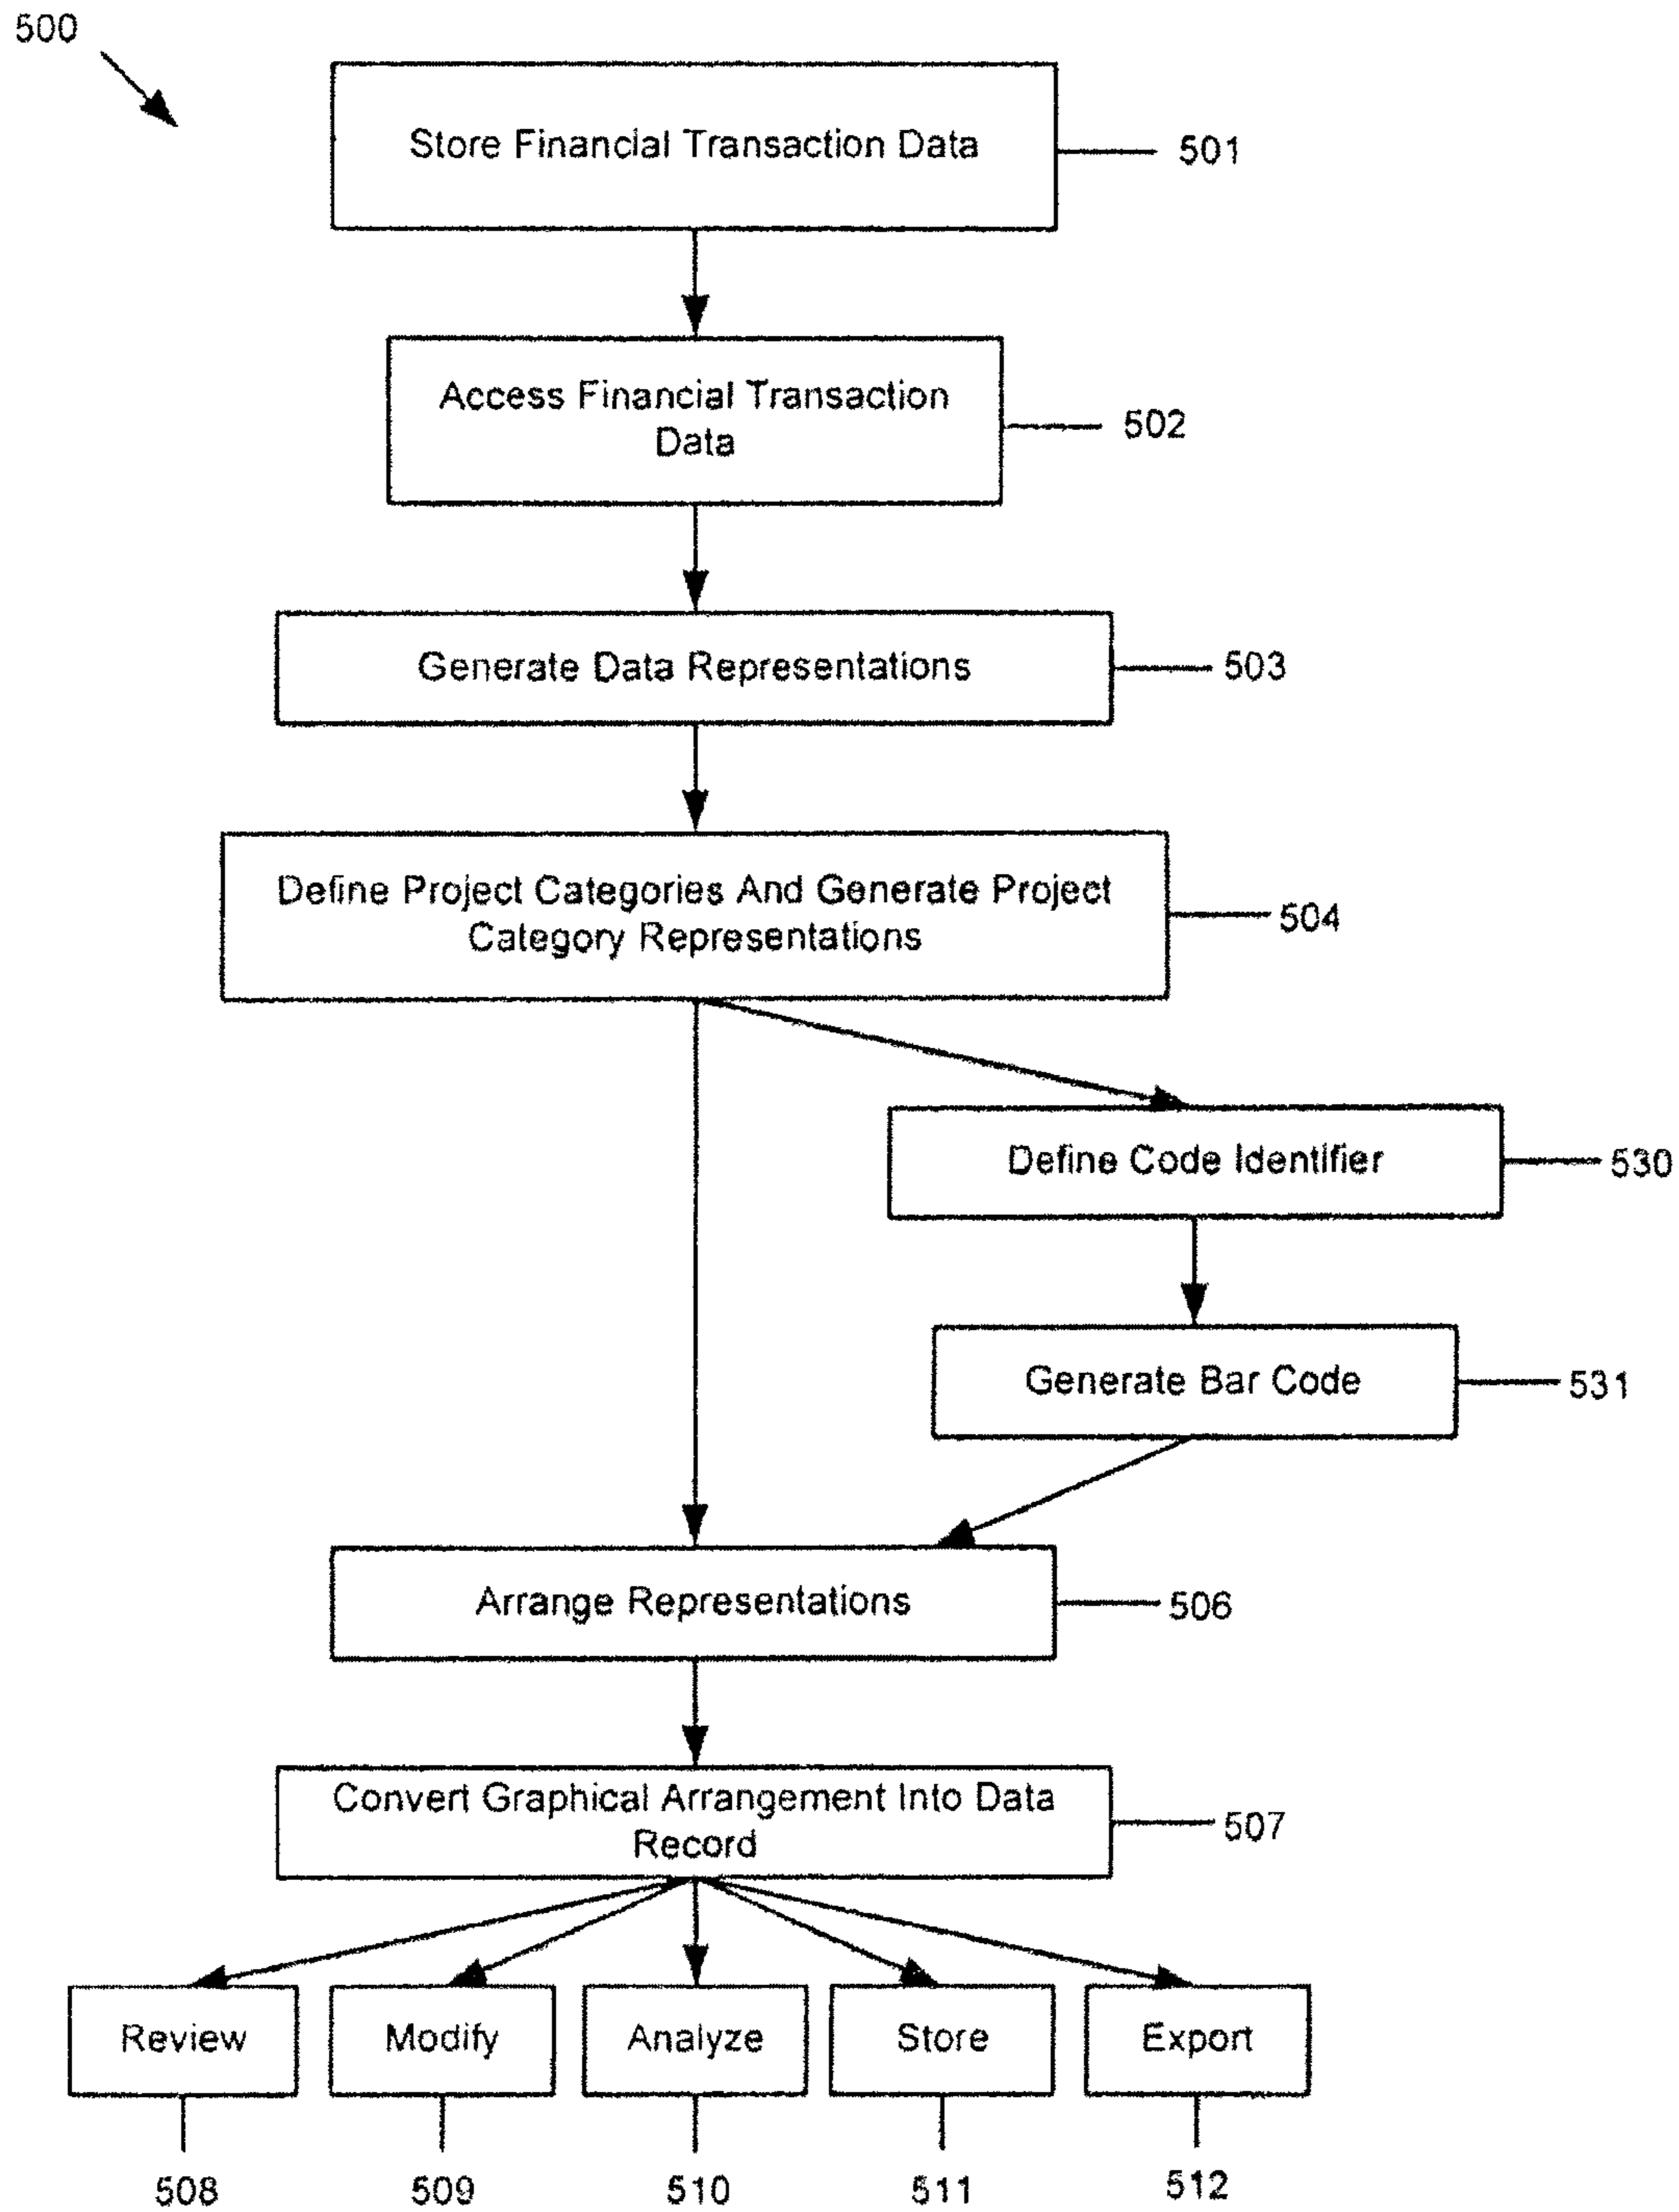 500
Store Financial Transaction Data
501
Access Financial Transaction
Data
502
Generate Data Representations
503
Define Project Categories And Generate Project
Category Representations
504
Define Code Identifier
530
Generate Bar Code
531
Arrange Representations
506
Convert Graphical Arrangement Into Data
Record
507
Review
Modify
Analyze
Store
Export
508
509
510
511
512